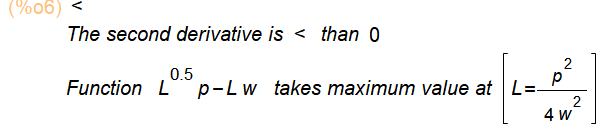 (%o6) <
The second derivative is < than 0
Function L^0.5 p-L w takes maximum value at [L=p^2/(4 w^2)]